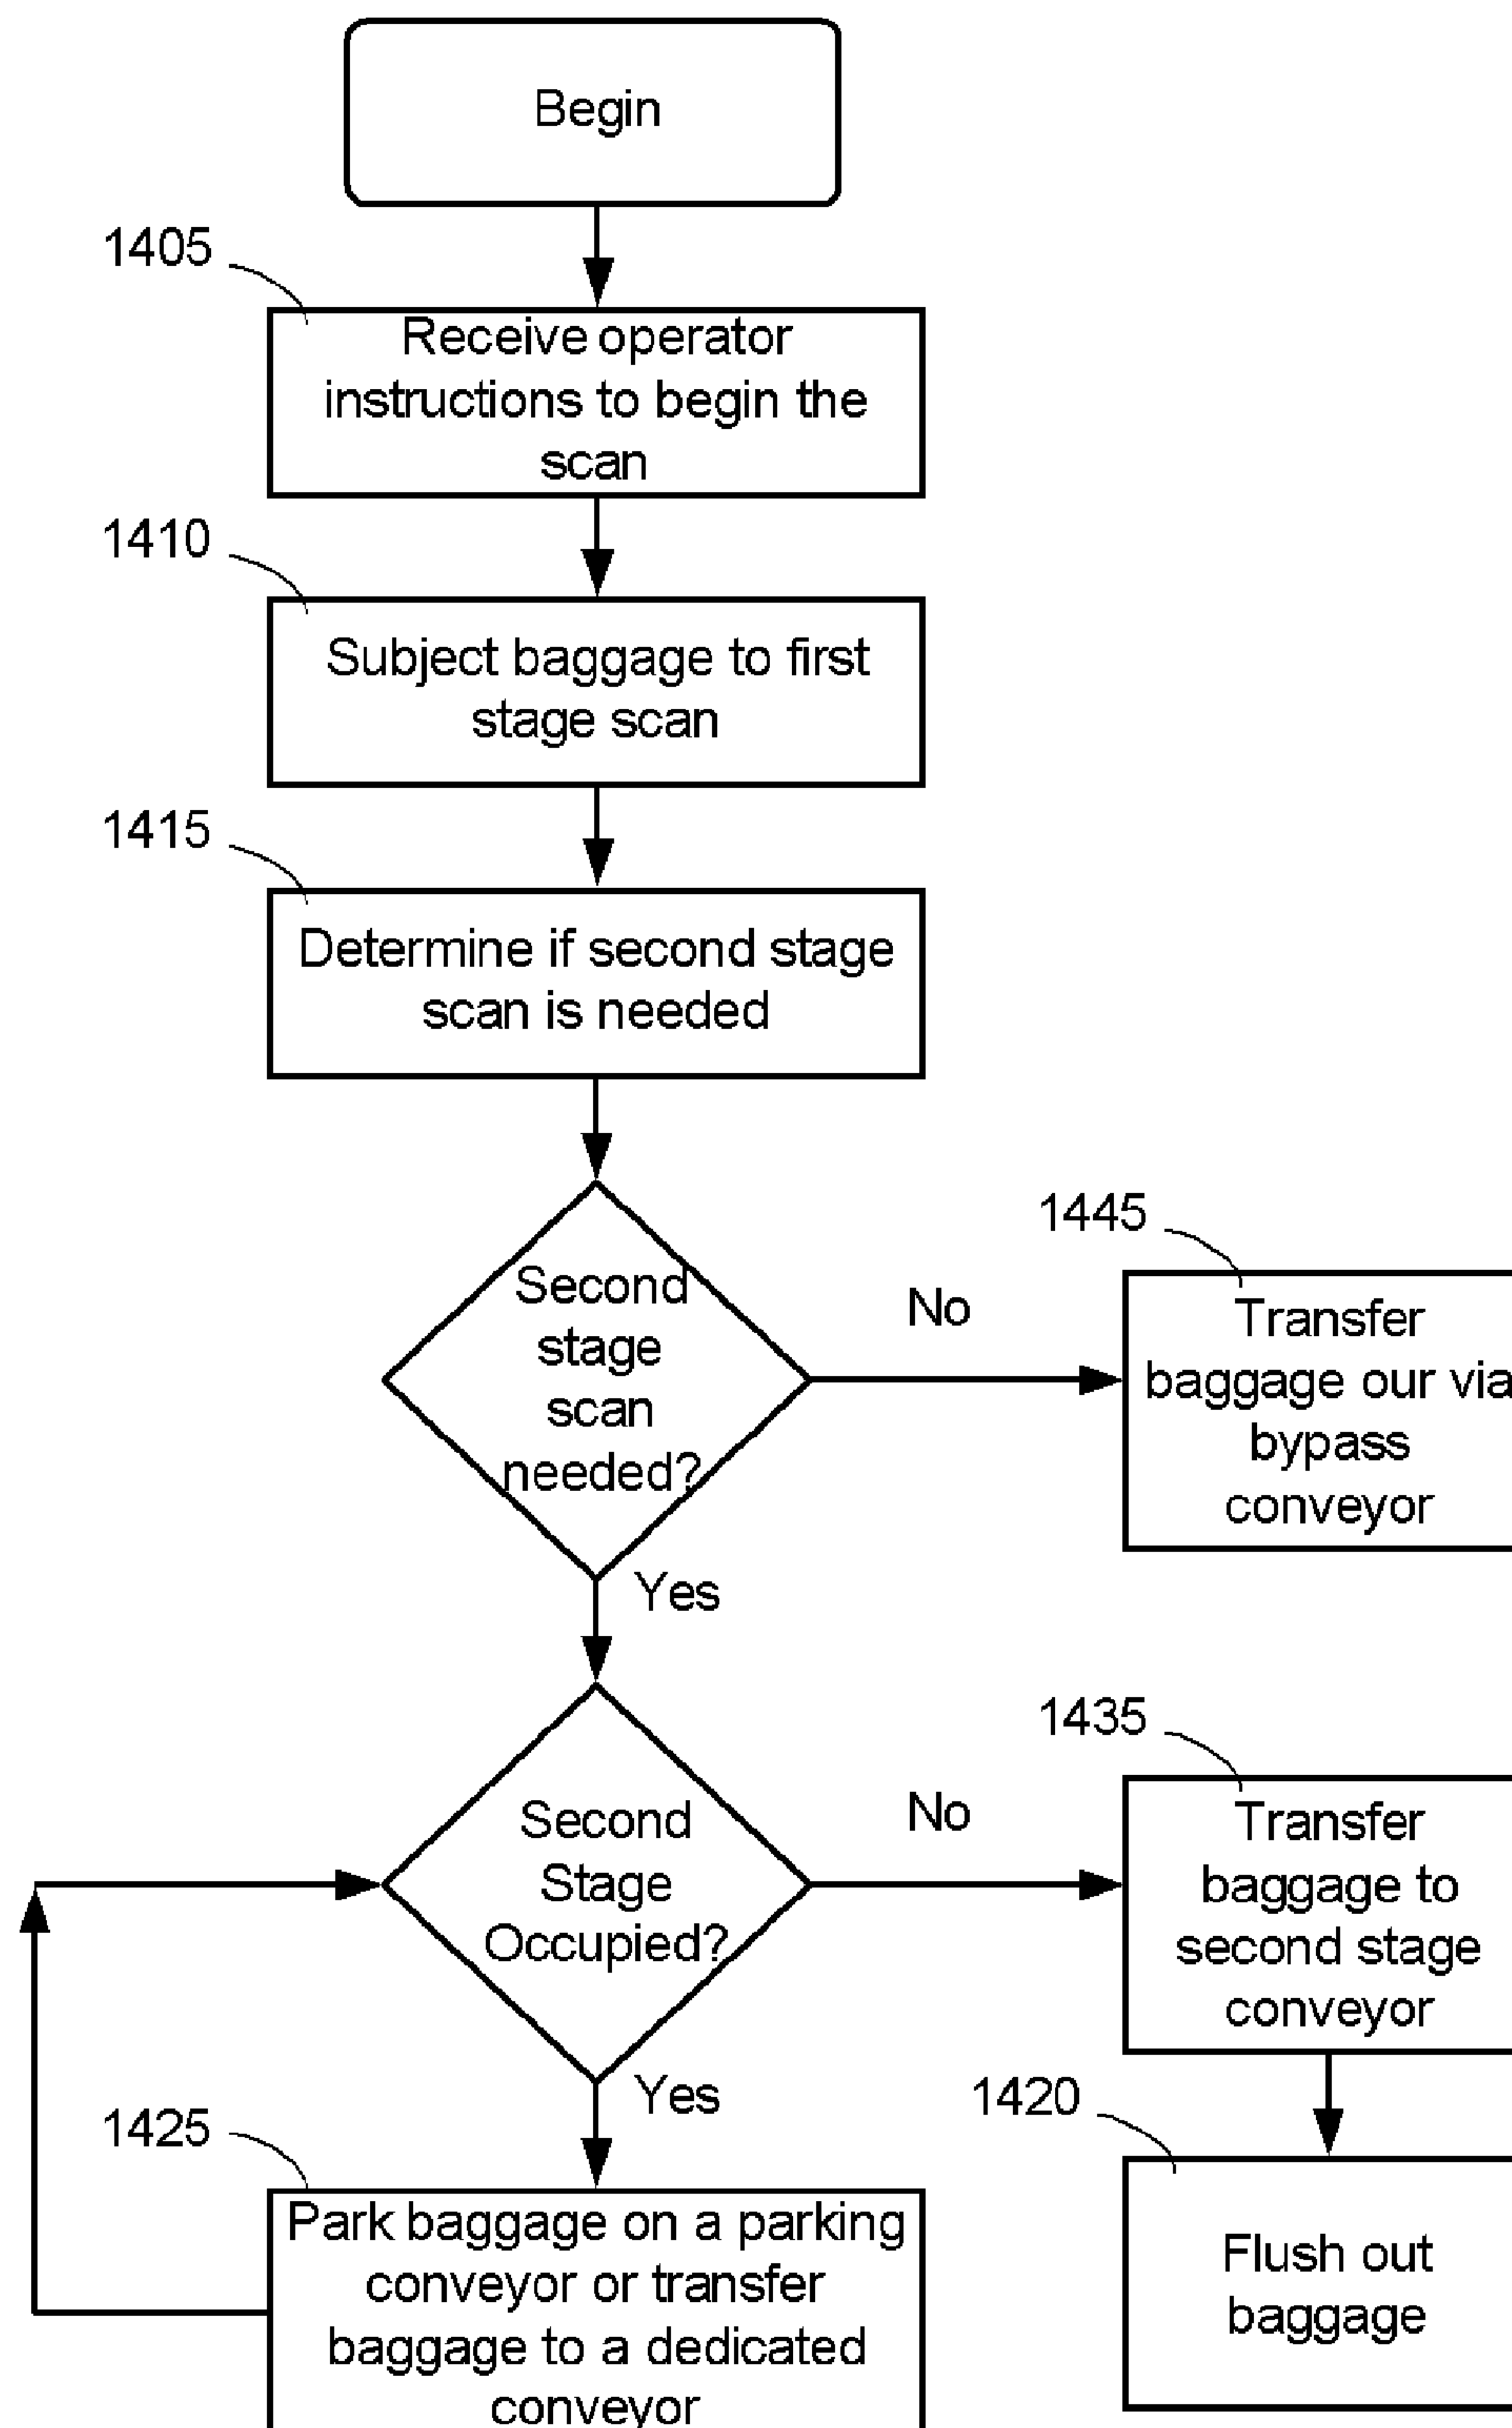 Begin
1405
Receive operator
instructions to begin the
scan
1410
Subject baggage to first
stage scan
1415
Determine if second stage
scan is needed
Second
stage
scan
needed?
No
1445
Transfer
baggage our via
bypass
conveyor
Yes
Second
Stage
Occupied?
No
1435
Transfer
baggage to
second stage
conveyor
Yes
1425
Park baggage on a parking
conveyor or transfer
baggage to a dedicated
conveyor
1420
Flush out
baggage